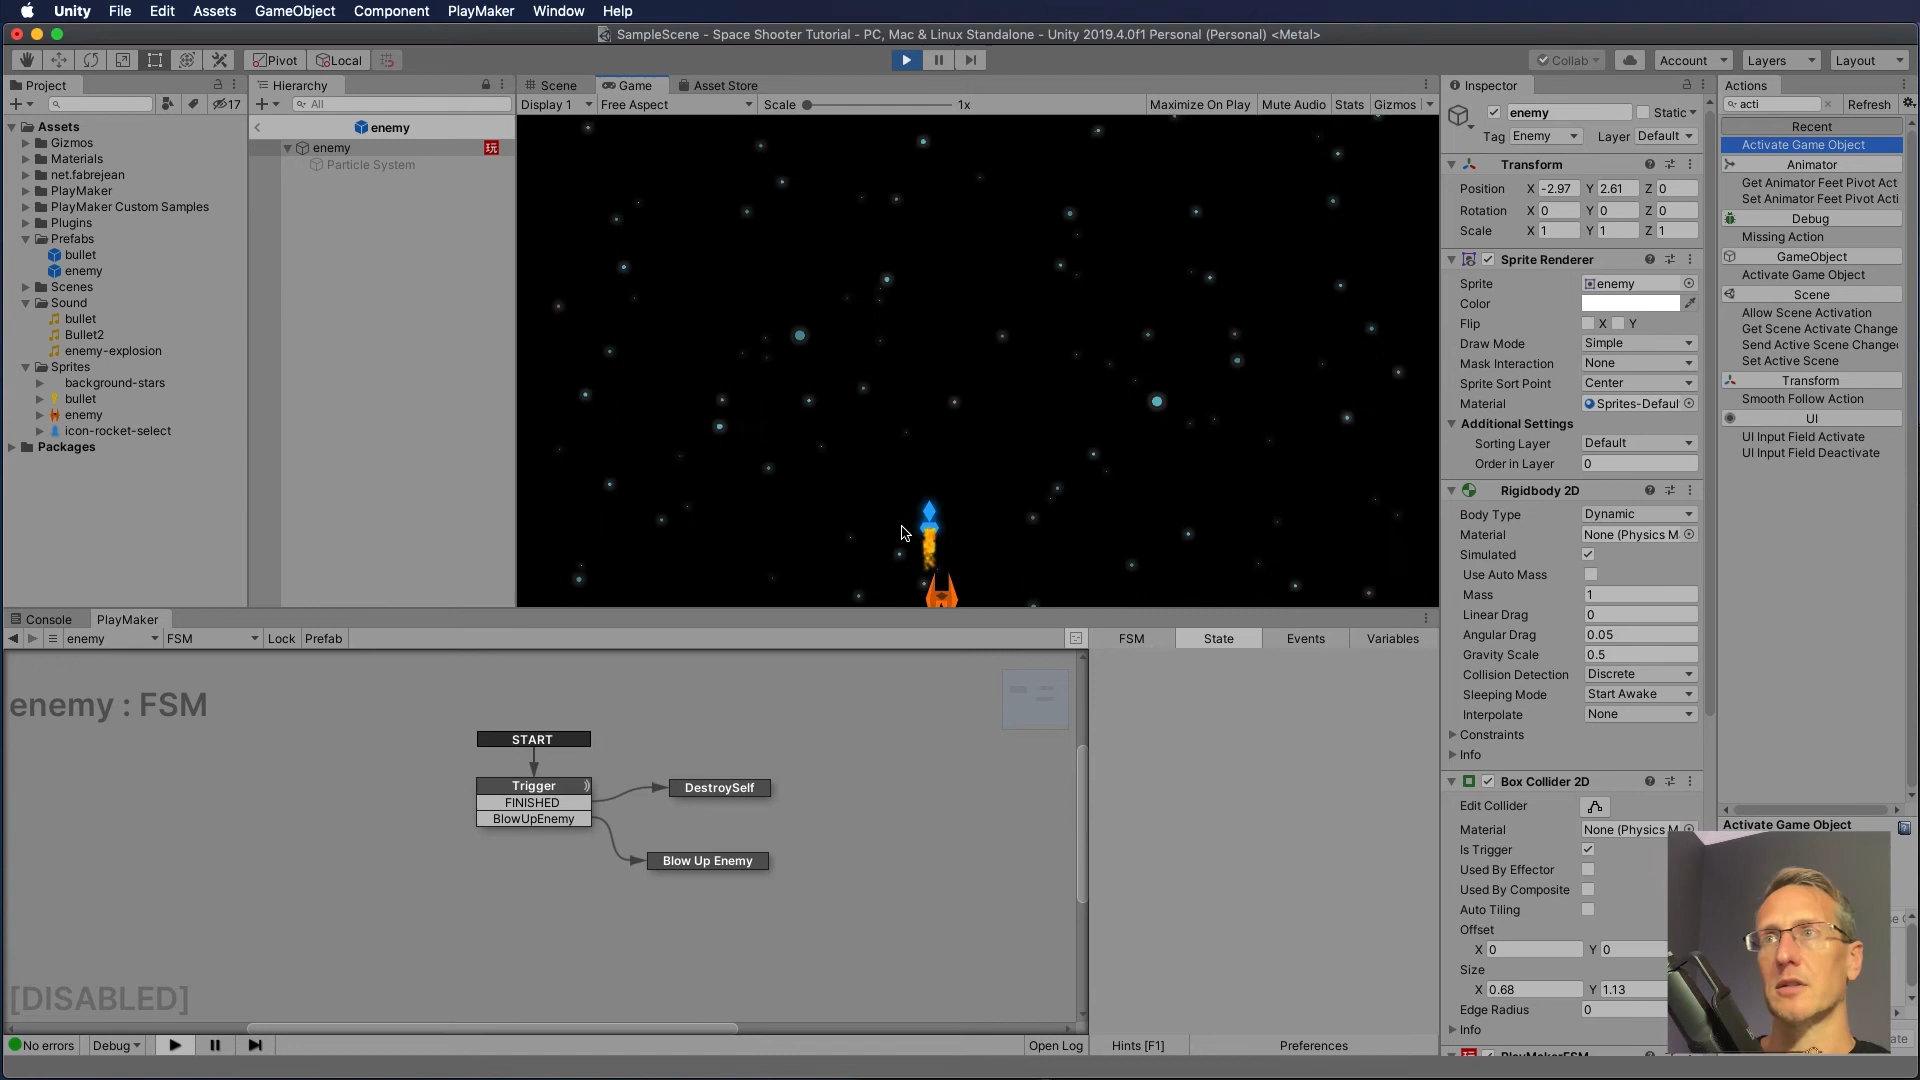 Unity File Edit Assets GameObject Component PlayMaker Window Help
SampleScene - Space Shooter Tutorial - PC, Mac & Linux Standalone - Unity 2019.4.0f1 Personal (Personal) <Metal>
Pivot Local Collab Account Layers Layout
Project Hierarchy Scene Game Asset Store Inspector Actions
17 All Display 1 Free Aspect Scale 1x Maximize On Play Mute Audio Stats Gizmos enemy Static acti Refresh
Assets
Gizmos
Materials
net.fabrejean
PlayMaker
PlayMaker Custom Samples
Plugins
Prefabs
bullet
enemy
Scenes
Sound
bullet
Bullet2
enemy-explosion
Sprites
background-stars
bullet
enemy
icon-rocket-select
Packages
enemy
enemy 玩
Particle System
Tag Enemy Layer Default
Transform
Position X -2.97 Y 2.61 Z 0
Rotation X 0 Y 0 Z 0
Scale X 1 Y 1 Z 1
Sprite Renderer
Sprite enemy
Color
Flip X Y
Draw Mode Simple
Mask Interaction None
Sprite Sort Point Center
Material Sprites-Defaul
Additional Settings
Sorting Layer Default
Order in Layer 0
Rigidbody 2D
Body Type Dynamic
Material None (Physics M
Simulated
Use Auto Mass
Mass 1
Linear Drag 0
Angular Drag 0.05
Gravity Scale 0.5
Collision Detection Discrete
Sleeping Mode Start Awake
Interpolate None
Constraints
Info
Box Collider 2D
Edit Collider
Material None (Physics M
Is Trigger
Used By Effector
Used By Composite
Auto Tiling
Offset
X 0 Y 0
Size
X 0.68 Y 1.13
Edge Radius 0
Info
Recent
Activate Game Object
Animator
Get Animator Feet Pivot Act
Set Animator Feet Pivot Acti
Debug
Missing Action
GameObject
Activate Game Object
Scene
Allow Scene Activation
Get Scene Activate Change
Send Active Scene Change
Set Active Scene
Transform
Smooth Follow Action
UI
UI Input Field Activate
UI Input Field Deactivate
Activate Game Object
Console PlayMaker
enemy FSM Lock Prefab FSM State Events Variables
enemy : FSM
START
Trigger
FINISHED
BlowUpEnemy
DestroySelf
Blow Up Enemy
[DISABLED]
No errors Debug Open Log Hints [F1] Preferences